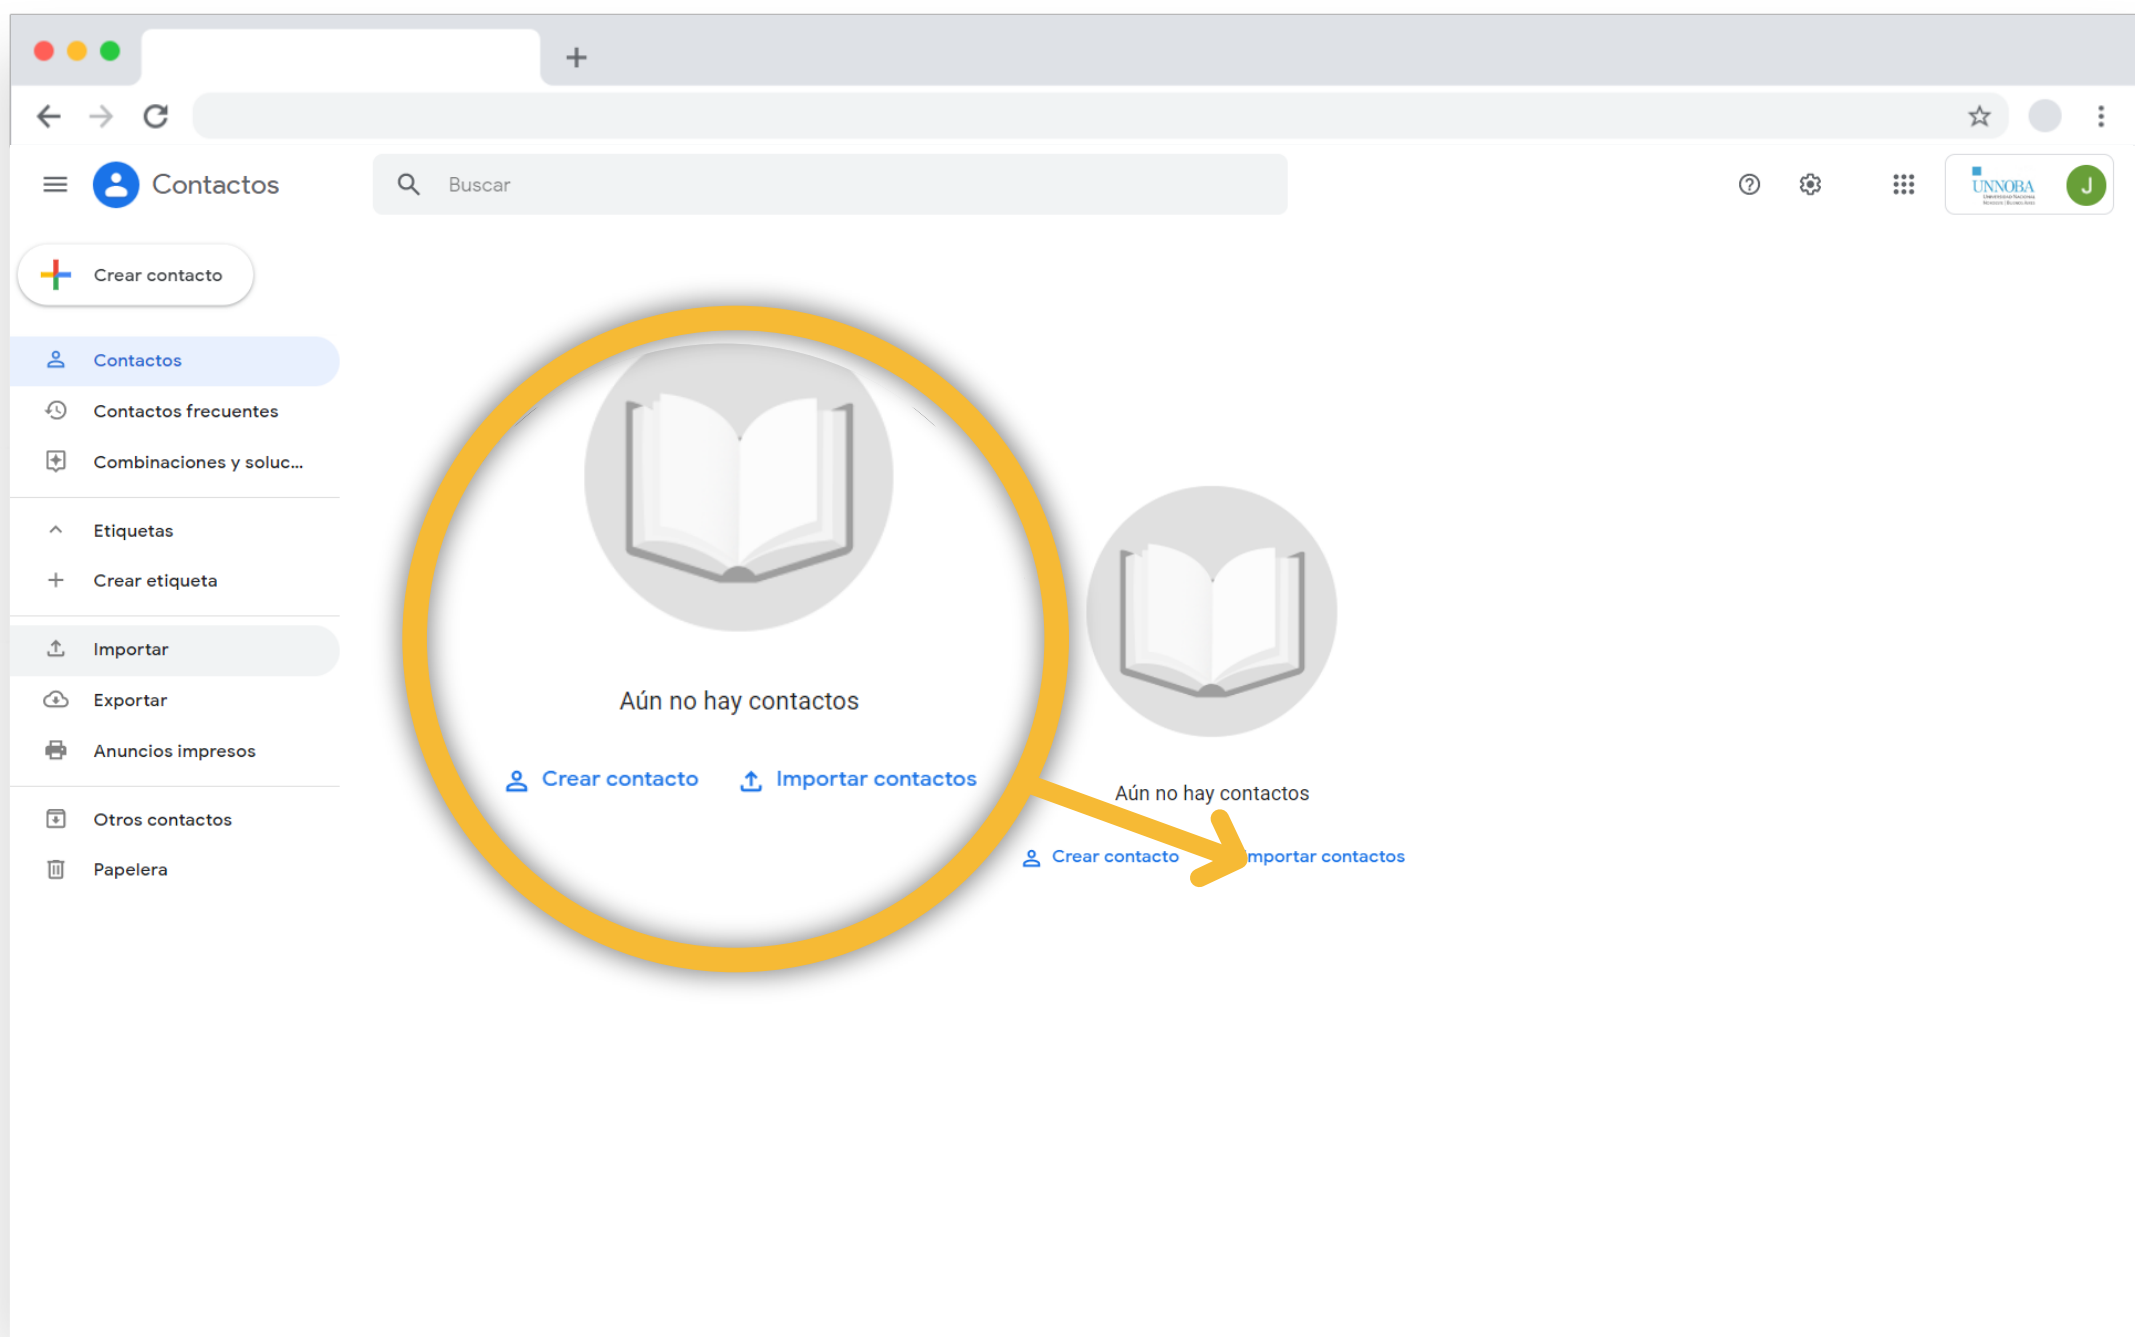 Contactos
Buscar
UNNOBA
J
Crear contacto
Contactos
Contactos frecuentes
Combinaciones y soluc...
Etiquetas
Crear etiqueta
Importar
Exportar
Anuncios impresos
Otros contactos
Papelera
Aún no hay contactos
Crear contacto
Importar contactos
Aún no hay contactos
Crear contacto
mportar contactos